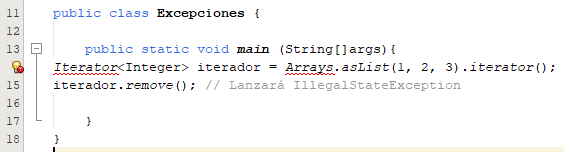 11 public class Excepciones {
12
13 public static void main (String[]args){
Iterator<Integer> iterador = Arrays.asList(1, 2, 3).iterator();
15 iterador.remove(); // Lanzará IllegalStateException
16
17 }
18 }